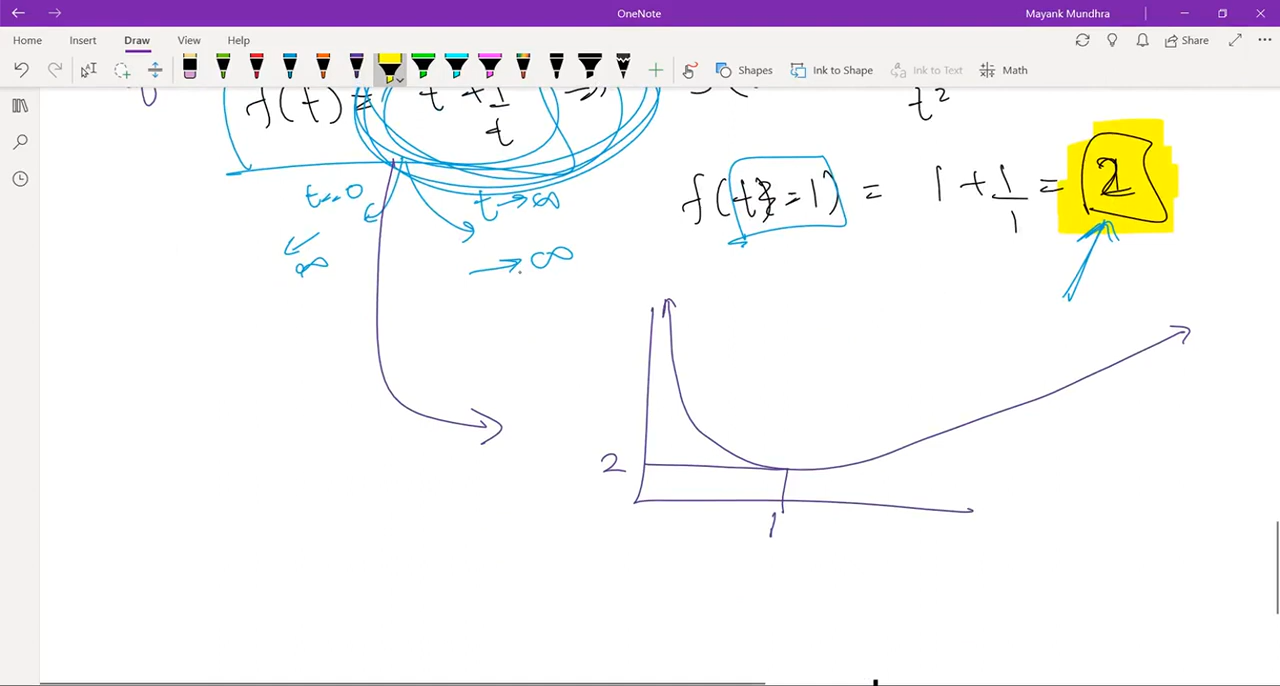 OneNote
Mayank Mundhra
Home Insert Draw View Help
Share
Shapes Ink to Shape Ink to Text Math
f(t) = t + 1/t
t²
f(t = 1) = 1 + 1/1 = 2
t→0 t→∞
∞ → ∞
2
1